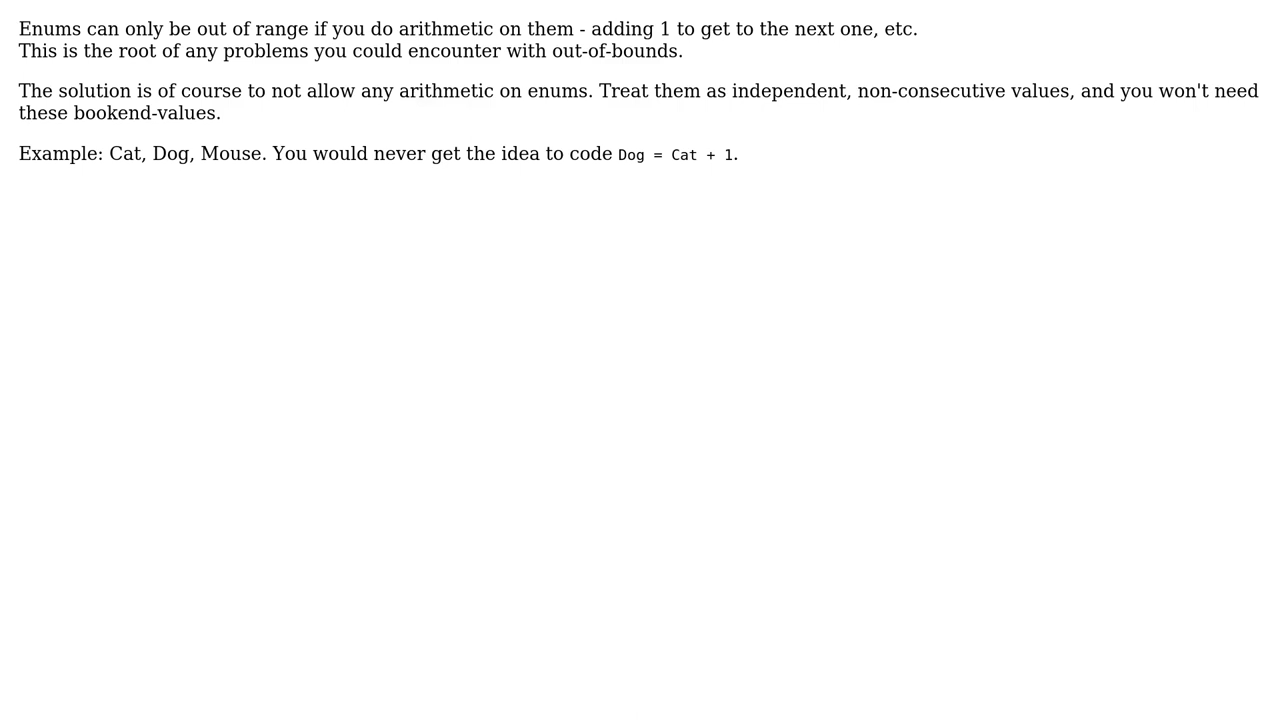 Enums can only be out of range if you do arithmetic on them - adding 1 to get to the next one, etc.
This is the root of any problems you could encounter with out-of-bounds.
The solution is of course to not allow any arithmetic on enums. Treat them as independent, non-consecutive values, and you won't need
these bookend-values.
Example: Cat, Dog, Mouse. You would never get the idea to code Dog = Cat + 1.